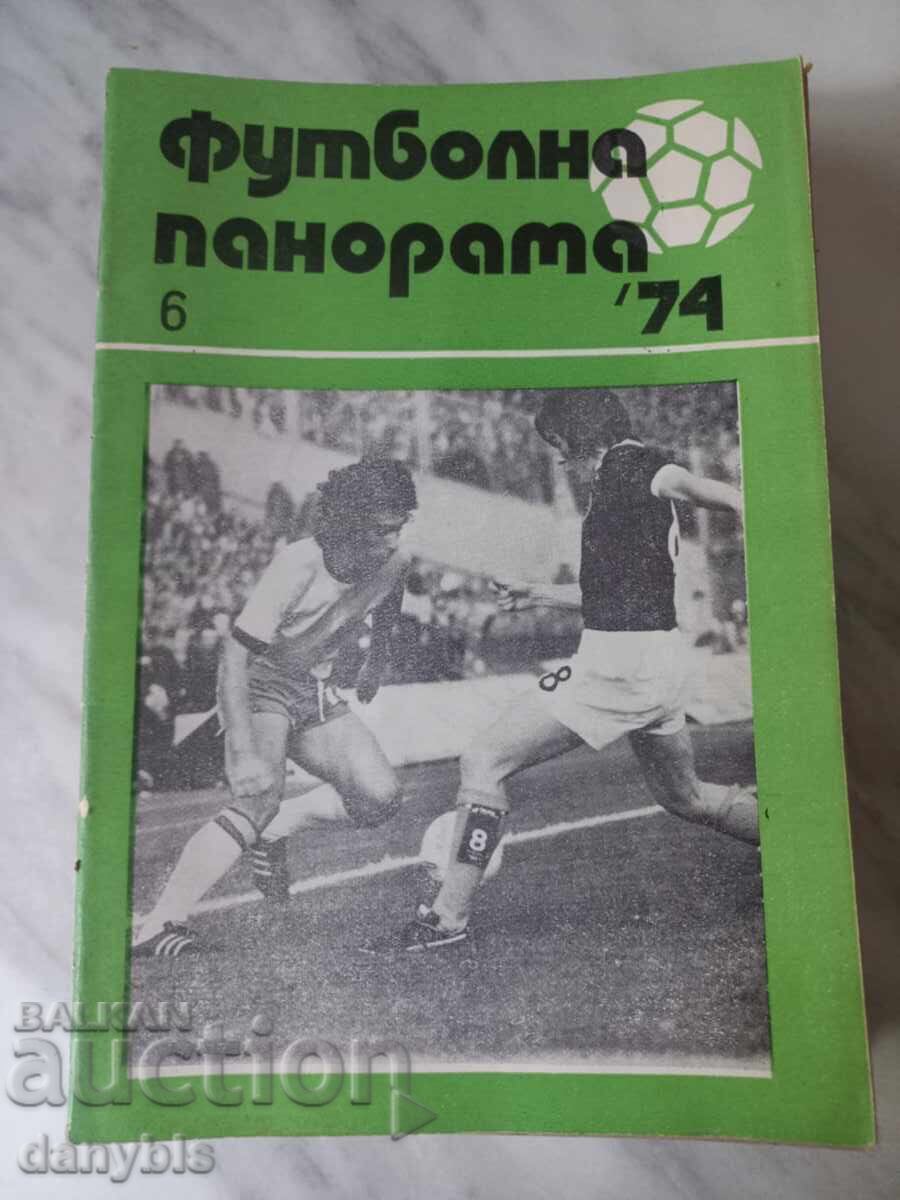 футболна
панорама
6 '74
8
8
BALKAN
auction
danybls